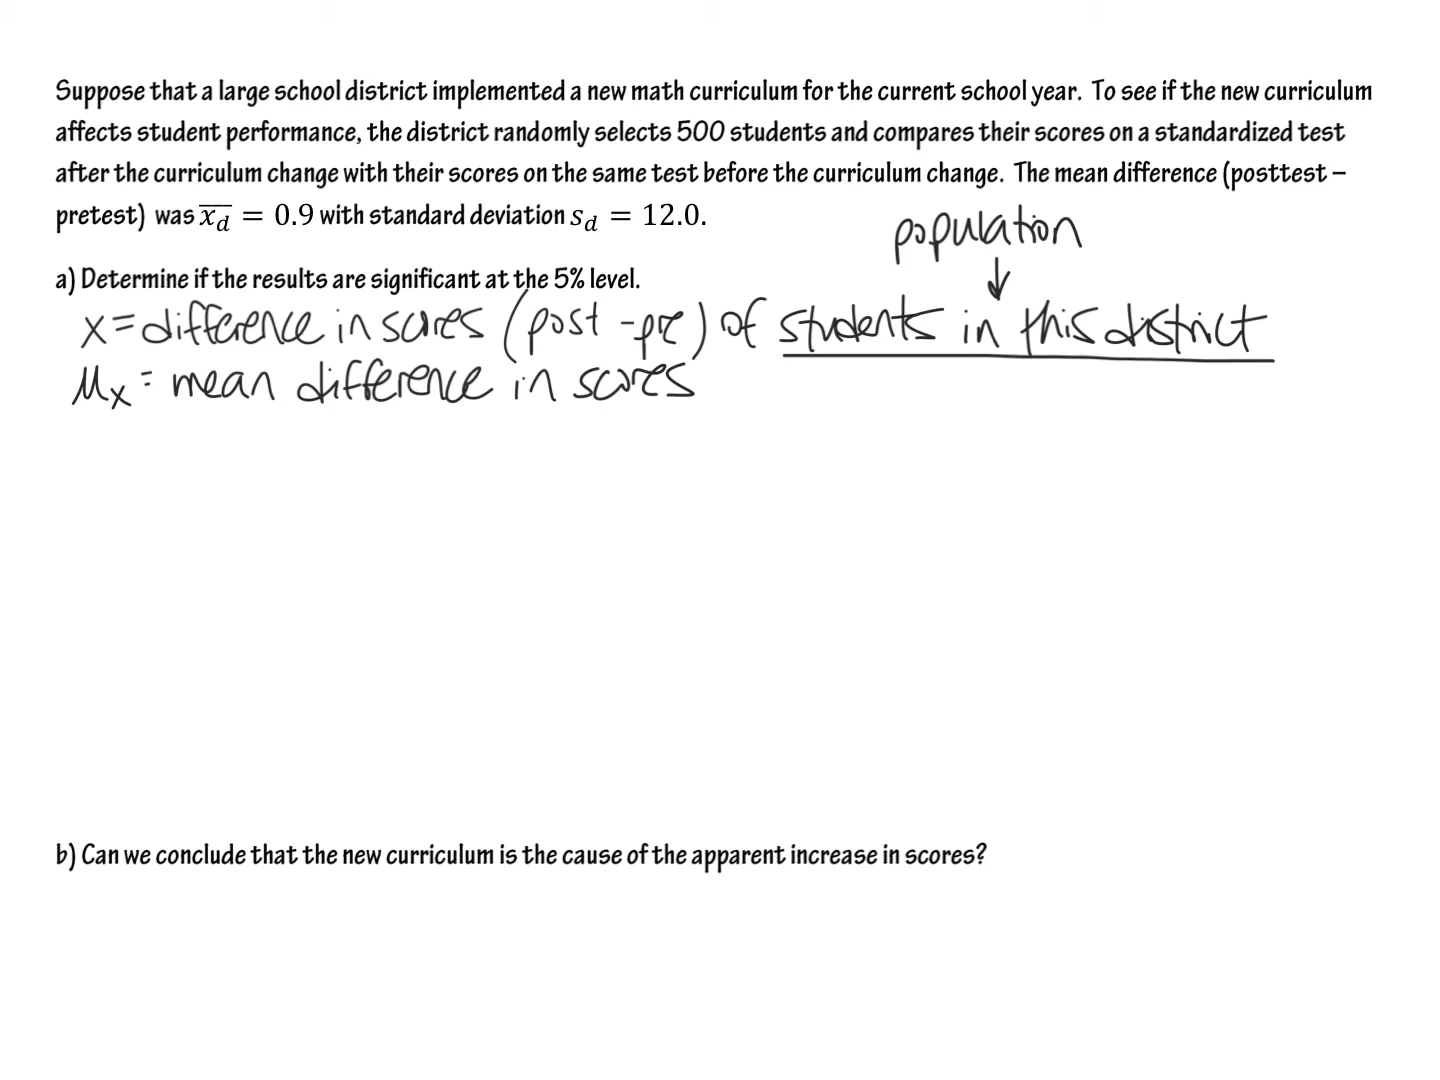 Suppose that a large school district implemented a new math curriculum for the current school year. To see if the new curriculum
affects student performance, the district randomly selects 500 students and compares their scores on a standardized test
after the curriculum change with their scores on the same test before the curriculum change. The mean difference (posttest –
pretest) was x̄_d = 0.9 with standard deviation s_d = 12.0.
population
↓
a) Determine if the results are significant at the 5% level.
x = difference in scores (post - pre) of students in this district
μ_x = mean difference in scores
b) Can we conclude that the new curriculum is the cause of the apparent increase in scores?